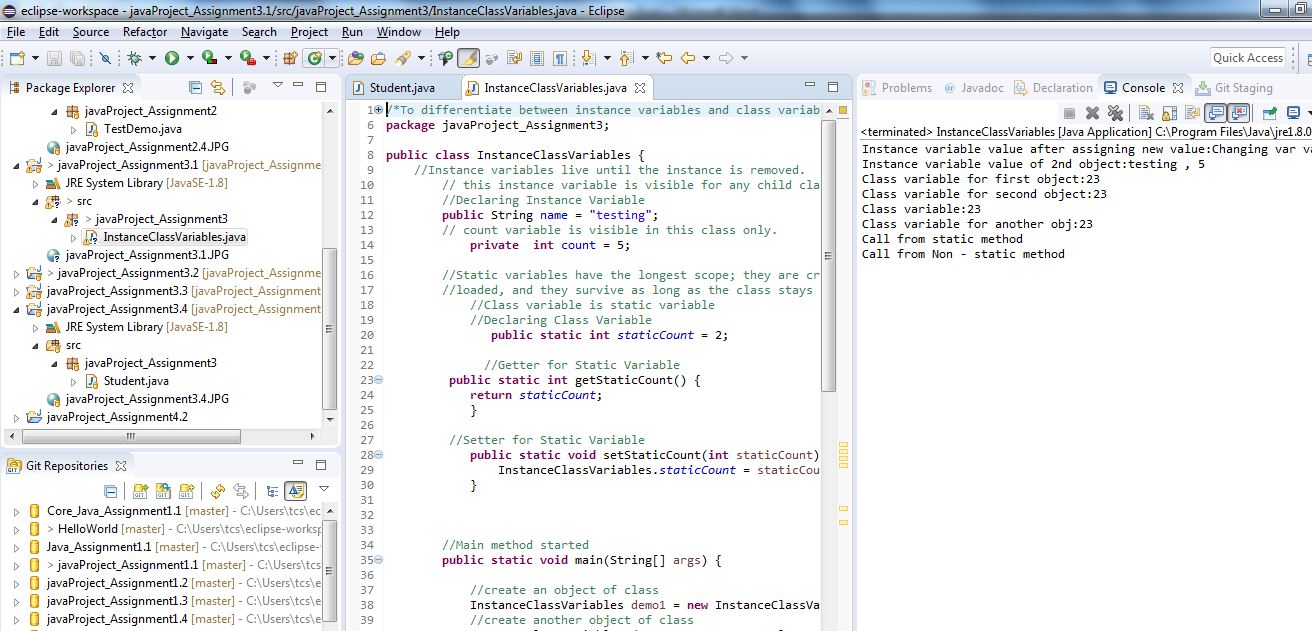 eclipse-workspace - javaProject_Assignment3.1/src/javaProject_Assignment3/InstanceClassVariables.java - Eclipse
File Edit Source Refactor Navigate Search Project Run Window Help
Quick Access
Package Explorer
javaProject_Assignment2
TestDemo.java
javaProject2.4.JPG
> javaProject_Assignment3.1 [javaProject_Assignme
JRE System Library [JavaSE-1.8]
> src
> javaProject_Assignment3
InstanceClassVariables.java
javaProject_Assignment3.1.JPG
> javaProject_Assignment3.2 [javaProject_Assignme
javaProject_Assignment3.3 [javaProject_Assignment
javaProject_Assignment3.4 [javaProject_Assignment
JRE System Library [JavaSE-1.8]
src
javaProject_Assignment3
Student.java
javaProject_Assignment3.4.JPG
javaProject_Assignment4.2
Git Repositories
GIT GIT GIT
Core_Java_Assignment1.1 [master] - C:\Users\tcs\ec
> HelloWorld [master] - C:\Users\tcs\eclipse-worksp
Java_Assignment1.1 [master] - C:\Users\tcs\eclipse-
> javaProject_Assignment1.1 [master] - C:\Users\tcs\e
javaProject_Assignment1.2 [master] - C:\Users\tcs\e
javaProject_Assignment1.3 [master] - C:\Users\tcs\e
javaProject_Assignment1.4 [master] - C:\Users\tcs\e
Student.java InstanceClassVariables.java
1 /*To differentiate between instance variables and class variab
6 package javaProject_Assignment3;
7
8 public class InstanceClassVariables {
9 //Instance variables live until the instance is removed.
10 // this instance variable is visible for any child cla
11 //Declaring Instance Variable
12 public String name = "testing";
13 // count variable is visible in this class only.
14 private int count = 5;
15
16 //Static variables have the longest scope; they are cr
17 //loaded, and they survive as long as the class stays
18 //Class variable is static variable
19 //Declaring Class Variable
20 public static int staticCount = 2;
21
22 //Getter for Static Variable
23 public static int getStaticCount() {
24 return staticCount;
25 }
26
27 //Setter for Static Variable
28 public static void setStaticCount(int staticCount)
29 InstanceClassVariables.staticCount = staticCou
30 }
31
32
33
34 //Main method started
35 public static void main(String[] args) {
36
37 //create an object of class
38 InstanceClassVariables demo1 = new InstanceClassVa
39 //create another object of class
Problems Javadoc Declaration Console Git Staging
<terminated> InstanceClassVariables [Java Application] C:\Program Files\Java\jre1.8.0
Instance variable value after assigning new value:Changing var va
Instance variable value of 2nd object:testing , 5
Class variable for first object:23
Class variable for second object:23
Class variable:23
Class variable for another obj:23
Call from static method
Call from Non - static method